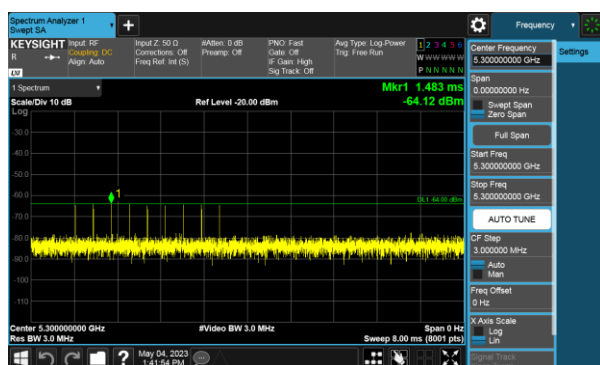 Spectrum Analyzer 1
Swept SA
+
Frequency
KEYSIGHT
R
Input: RF
Coupling: DC
Align: Auto
Input Z: 50 Ω
Corrections: Off
Freq Ref: Int (S)
#Atten: 0 dB
Preamp: Off
PNO: Fast
Gate: Off
IF Gain: High
Sig Track: Off
Avg Type: Log-Power
Trig: Free Run
1 2 3 4 5 6
W W W W W W
P N N N N N
1 Spectrum
Scale/Div 10 dB
Log
Ref Level -20.00 dBm
Mkr1 1.483 ms
-64.12 dBm
-30.0
-40.0
-50.0
-60.0
-70.0
-80.0
-90.0
-100
-110
1
DL1 -64.00 dBm
Center 5.300000000 GHz
Res BW 3.0 MHz
#Video BW 3.0 MHz
Span 0 Hz
Sweep 8.00 ms (8001 pts)
?
May 04, 2023
1:41:54 PM
Center Frequency
5.300000000 GHz
Span
0.00000000 Hz
Swept Span
Zero Span
Full Span
Start Freq
5.300000000 GHz
Stop Freq
5.300000000 GHz
AUTO TUNE
CF Step
3.000000 MHz
Auto
Man
Freq Offset
0 Hz
X Axis Scale
Log
Lin
Signal Track
Settings